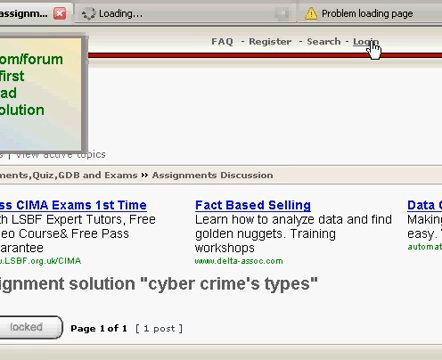 assignm...
Loading...
Problem loading page
FAQ - Register - Search - Login
om/forum
first
ad
olution
s | View active topics
ments,Quiz,GDB and Exams » Assignments Discussion
ss CIMA Exams 1st Time
th LSBF Expert Tutors, Free
eo Course& Free Pass
arantee
w.LSBF.org.uk/CIMA
Fact Based Selling
Learn how to analyze data and find
golden nuggets. Training
workshops
www.delta-assoc.com
Data C
Making
easy. V
automat
ignment solution "cyber crime's types"
locked
Page 1 of 1 [ 1 post ]